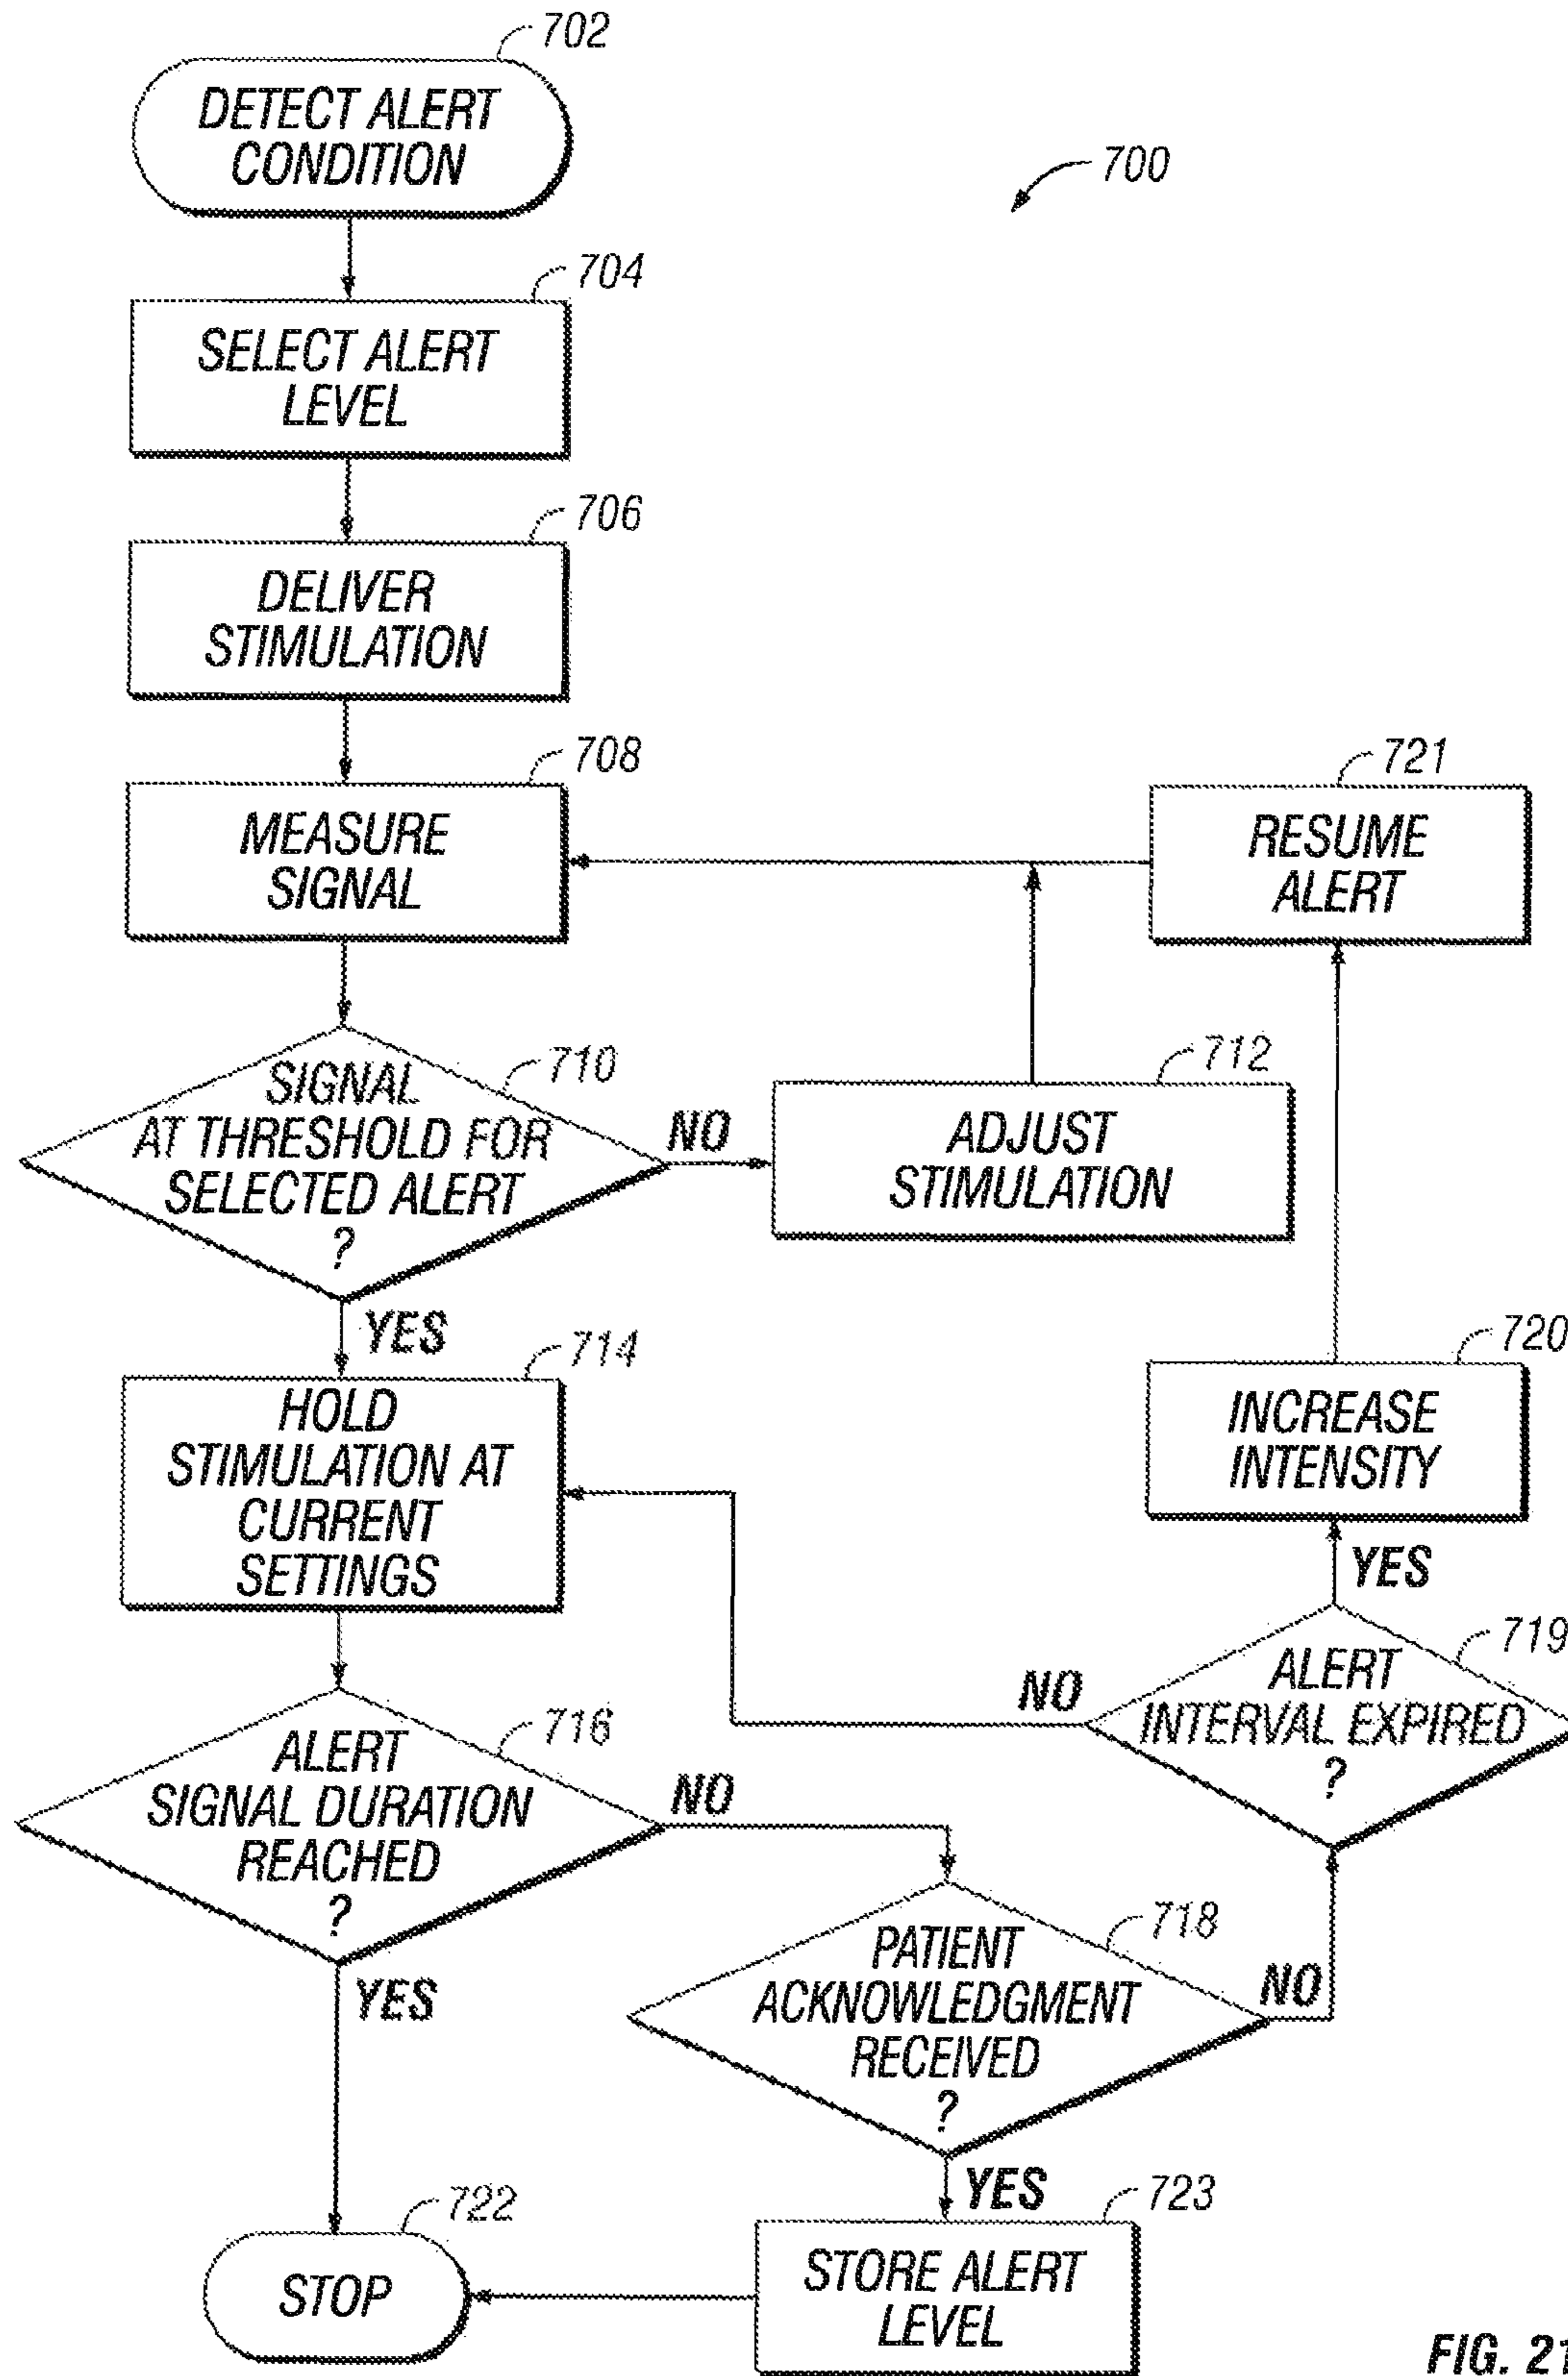 702
DETECT ALERT
CONDITION
700
704
SELECT ALERT
LEVEL
706
DELIVER
STIMULATION
708
MEASURE
SIGNAL
721
RESUME
ALERT
710
SIGNAL
AT THRESHOLD FOR
SELECTED ALERT
?
NO
712
ADJUST
STIMULATION
YES
714
HOLD
STIMULATION AT
CURRENT
SETTINGS
720
INCREASE
INTENSITY
YES
719
ALERT
INTERVAL EXPIRED
?
NO
716
ALERT
SIGNAL DURATION
REACHED
?
NO
YES
718
PATIENT
ACKNOWLEDGMENT
RECEIVED
?
NO
YES
723
STORE ALERT
LEVEL
722
STOP
FIG. 21